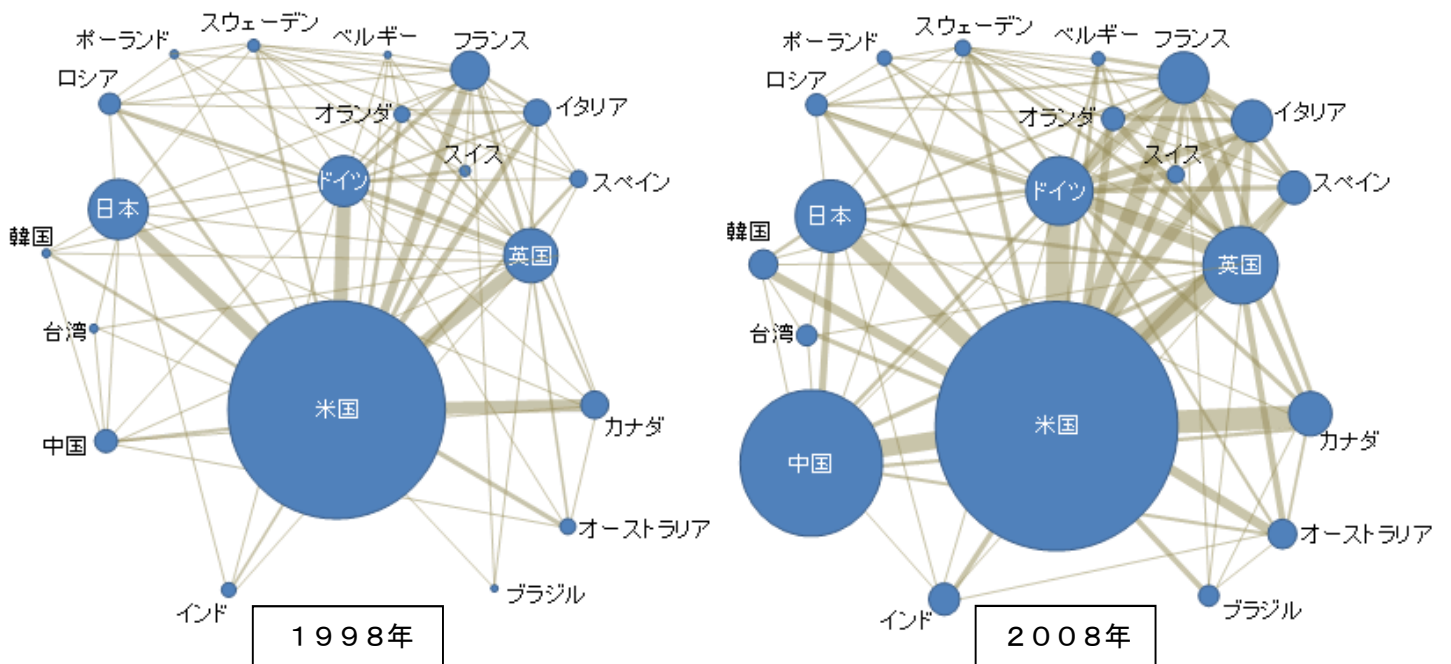 スウェーデン
ポーランド
ベルギー
フランス
ロシア
オランダ
イタリア
スイス
ドイツ
スペイン
日本
韓国
英国
台湾
米国
カナダ
中国
オーストラリア
インド
ブラジル
1998年
スウェーデン
ポーランド
ベルギー
フランス
ロシア
オランダ
イタリア
スイス
ドイツ
スペイン
日本
韓国
英国
台湾
米国
カナダ
中国
オーストラリア
インド
ブラジル
2008年